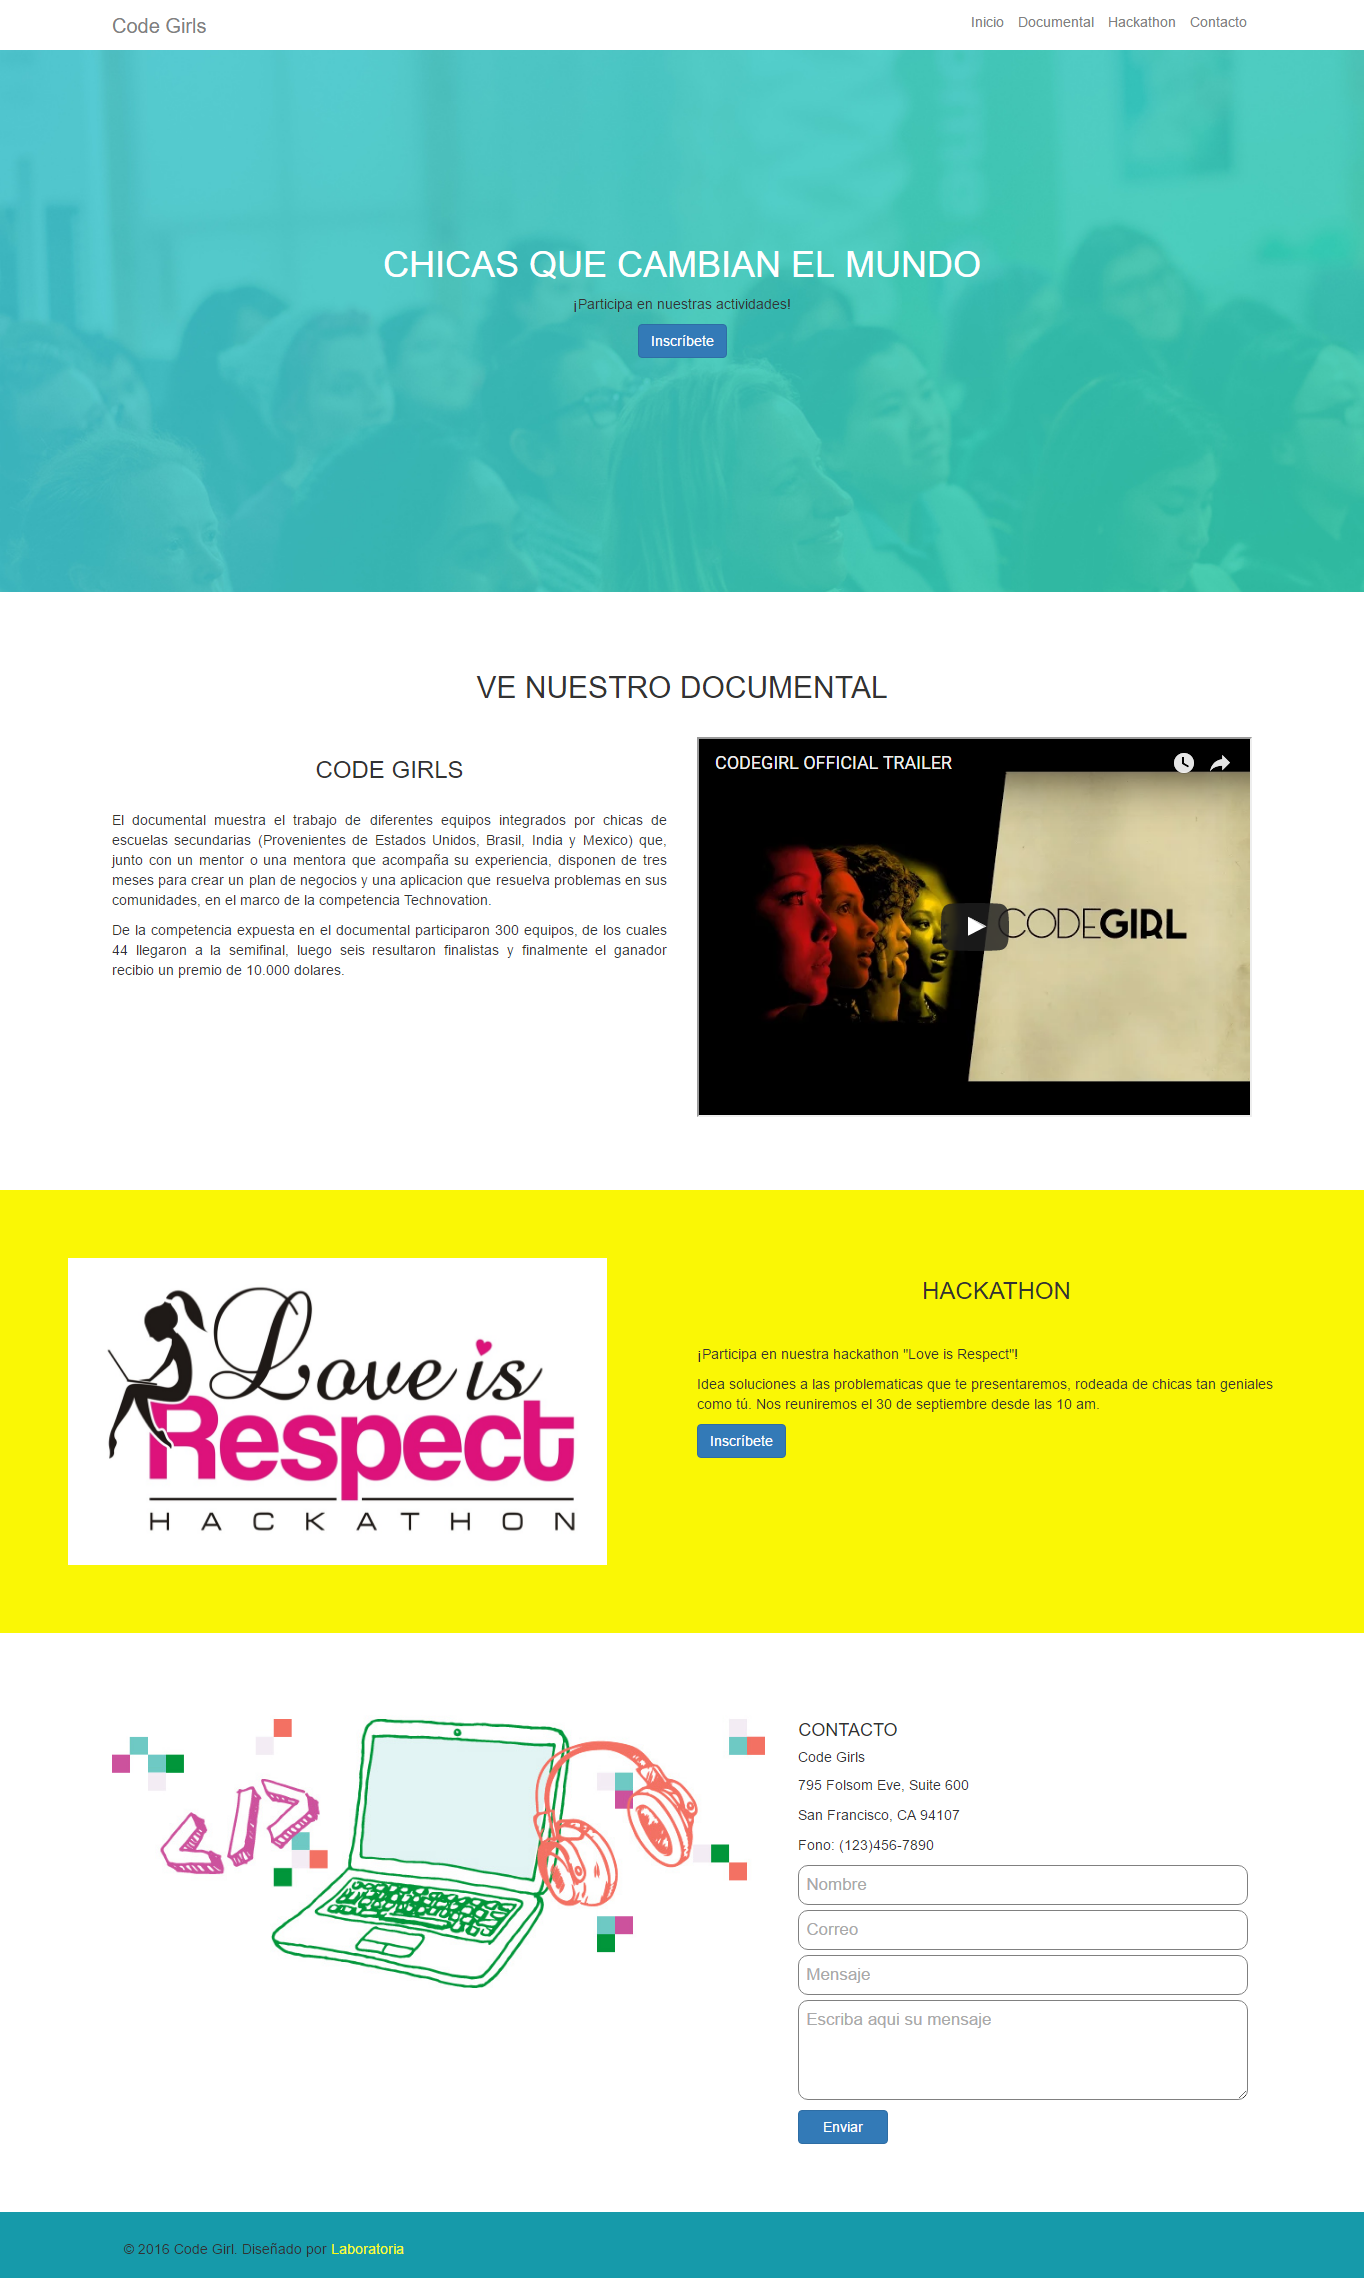 Code Girls
Inicio Documental Hackathon Contacto
CHICAS QUE CAMBIAN EL MUNDO
¡Participa en nuestras actividades!
Inscríbete
VE NUESTRO DOCUMENTAL
CODE GIRLS
El documental muestra el trabajo de diferentes equipos integrados por chicas de
escuelas secundarias (Provenientes de Estados Unidos, Brasil, India y Mexico) que,
junto con un mentor o una mentora que acompaña su experiencia, disponen de tres
meses para crear un plan de negocios y una aplicacion que resuelva problemas en sus
comunidades, en el marco de la competencia Technovation.
De la competencia expuesta en el documental participaron 300 equipos, de los cuales
44 llegaron a la semifinal, luego seis resultaron finalistas y finalmente el ganador
recibio un premio de 10.000 dolares.
CODEGIRL OFFICIAL TRAILER
CODEGIRL
Love is
Respect
HACKATHON
HACKATHON
¡Participa en nuestra hackathon "Love is Respect"!
Idea soluciones a las problematicas que te presentaremos, rodeada de chicas tan geniales
como tú. Nos reuniremos el 30 de septiembre desde las 10 am.
Inscríbete
</>
CONTACTO
Code Girls
795 Folsom Eve, Suite 600
San Francisco, CA 94107
Fono: (123)456-7890
Nombre
Correo
Mensaje
Escriba aqui su mensaje
Enviar
© 2016 Code Girl. Diseñado por Laboratoria